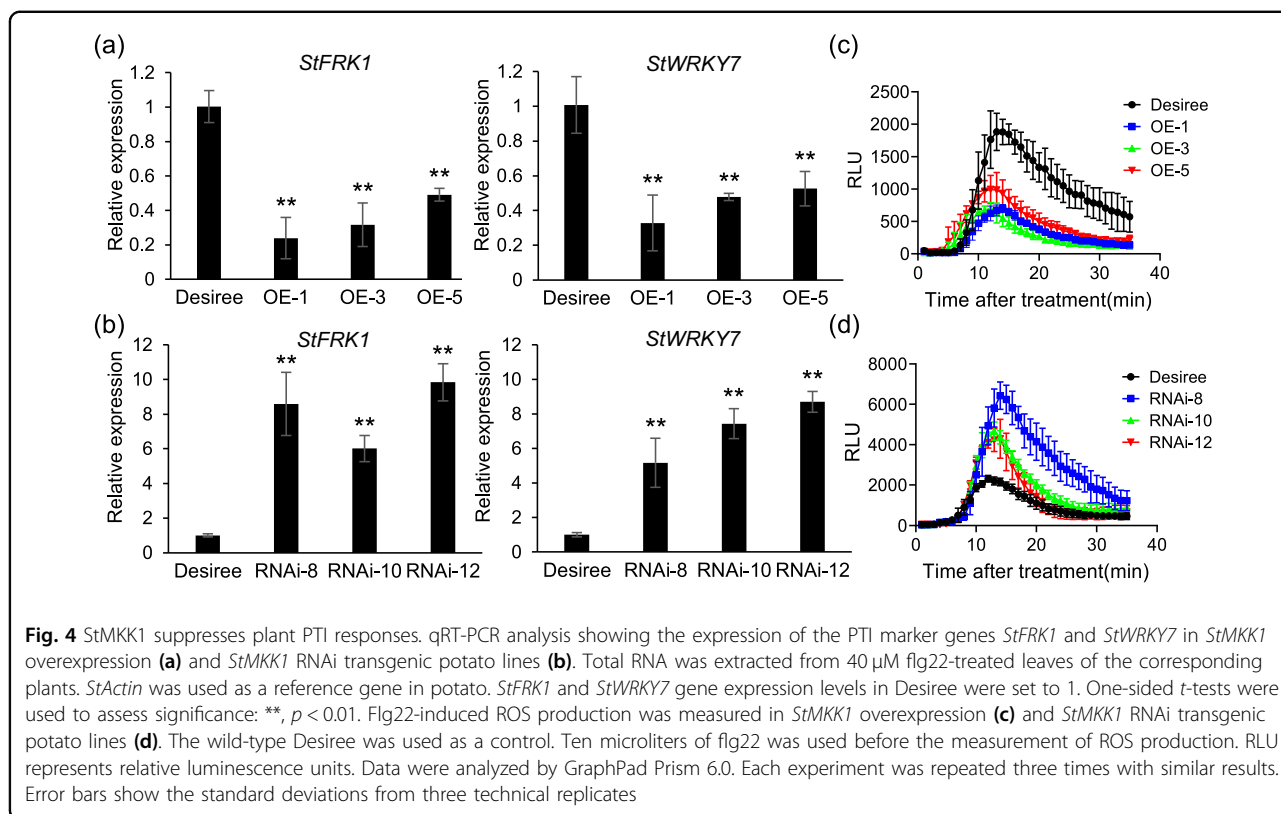 (a)
StFRK1
Relative expression
1.2
1
0.8
0.6
0.4
0.2
0
**
**
**
Desiree OE-1 OE-3 OE-5
StWRKY7
Relative expression
1.2
1
0.8
0.6
0.4
0.2
0
**
**
**
Desiree OE-1 OE-3 OE-5
(c)
RLU
2500
2000
1500
1000
500
0
Desiree
OE-1
OE-3
OE-5
0 10 20 30 40
Time after treatment(min)
(b)
StFRK1
Relative expression
12
10
8
6
4
2
0
**
**
**
Desiree RNAi-8 RNAi-10 RNAi-12
StWRKY7
Relative expression
12
10
8
6
4
2
0
**
**
**
Desiree RNAi-8 RNAi-10 RNAi-12
(d)
RLU
8000
6000
4000
2000
0
Desiree
RNAi-8
RNAi-10
RNAi-12
0 10 20 30 40
Time after treatment(min)
Fig. 4 StMKK1 suppresses plant PTI responses. qRT-PCR analysis showing the expression of the PTI marker genes StFRK1 and StWRKY7 in StMKK1
overexpression (a) and StMKK1 RNAi transgenic potato lines (b). Total RNA was extracted from 40 µM flg22-treated leaves of the corresponding
plants. StActin was used as a reference gene in potato. StFRK1 and StWRKY7 gene expression levels in Desiree were set to 1. One-sided t-tests were
used to assess significance: **, p < 0.01. Flg22-induced ROS production was measured in StMKK1 overexpression (c) and StMKK1 RNAi transgenic
potato lines (d). The wild-type Desiree was used as a control. Ten microliters of flg22 was used before the measurement of ROS production. RLU
represents relative luminescence units. Data were analyzed by GraphPad Prism 6.0. Each experiment was repeated three times with similar results.
Error bars show the standard deviations from three technical replicates